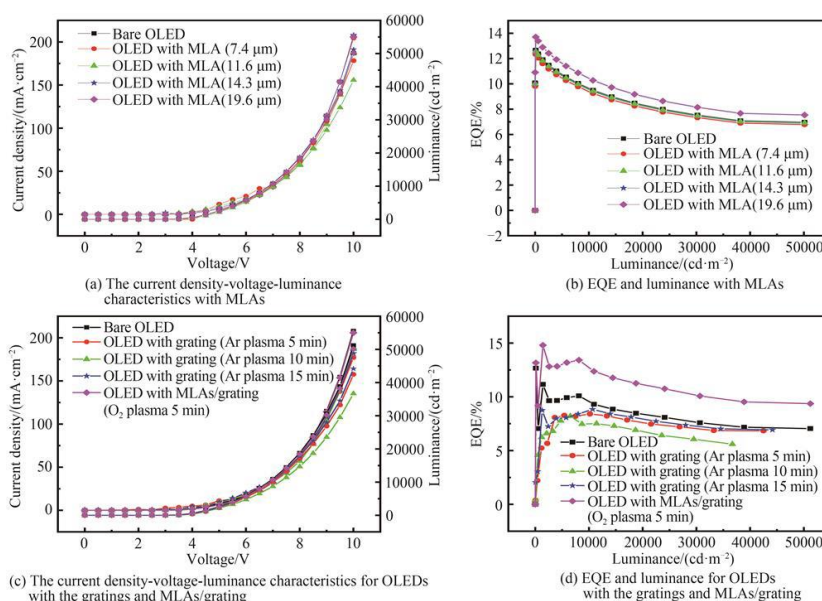 200
150
100
50
0
0
2
4
6
8
10
60000
50000
40000
30000
20000
10000
0
Current density/(mA·cm⁻²)
Luminance/(cd·m⁻²)
Voltage/V
Bare OLED
OLED with MLA (7.4 μm)
OLED with MLA(11.6 μm)
OLED with MLA(14.3 μm)
OLED with MLA(19.6 μm)
(a) The current density-voltage-luminance
characteristics with MLAs
14
12
10
8
6
4
2
0
−2
0
10000
20000
30000
40000
50000
EQE/%
Luminance/(cd·m⁻²)
Bare OLED
OLED with MLA (7.4 μm)
OLED with MLA(11.6 μm)
OLED with MLA(14.3 μm)
OLED with MLA(19.6 μm)
(b) EQE and luminance with MLAs
200
150
100
50
0
0
2
4
6
8
10
60000
50000
40000
30000
20000
10000
0
Current density/(mA·cm⁻²)
Luminance/(cd·m⁻²)
Voltage/V
Bare OLED
OLED with grating (Ar plasma 5 min)
OLED with grating (Ar plasma 10 min)
OLED with grating (Ar plasma 15 min)
OLED with MLAs/grating
(O₂ plasma 5 min)
(c) The current density-voltage-luminance characteristics for OLEDs
with the gratings and MLAs/grating
15
10
5
0
0
10000
20000
30000
40000
50000
EQE/%
Luminance/(cd·m⁻²)
Bare OLED
OLED with grating (Ar plasma 5 min)
OLED with grating (Ar plasma 10 min)
OLED with grating (Ar plasma 15 min)
OLED with MLAs/grating
(O₂ plasma 5 min)
(d) EQE and luminance for OLEDs
with the gratings and MLAs/grating